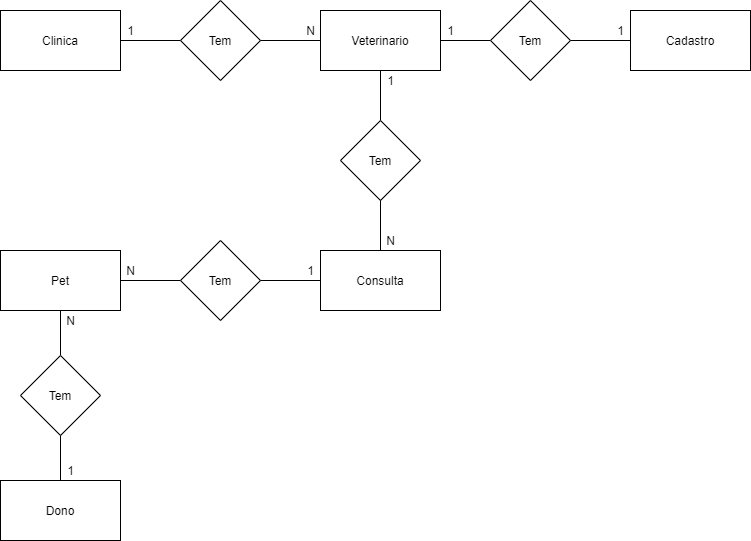 Clinica 1 Tem N Veterinario 1 Tem 1 Cadastro
1
Tem
N
Pet N Tem 1 Consulta
N
Tem
1
Dono